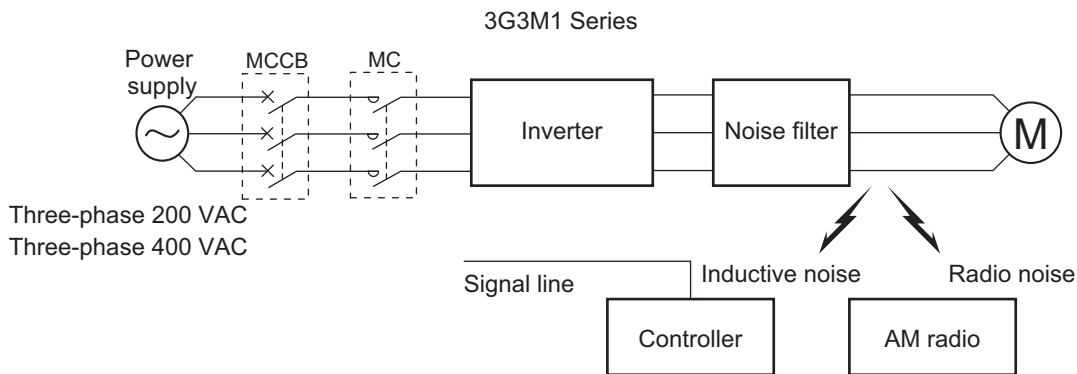 3G3M1 Series
Power
supply
MCCB
MC
Inverter
Noise filter
M
Three-phase 200 VAC
Three-phase 400 VAC
Signal line
Inductive noise
Radio noise
Controller
AM radio